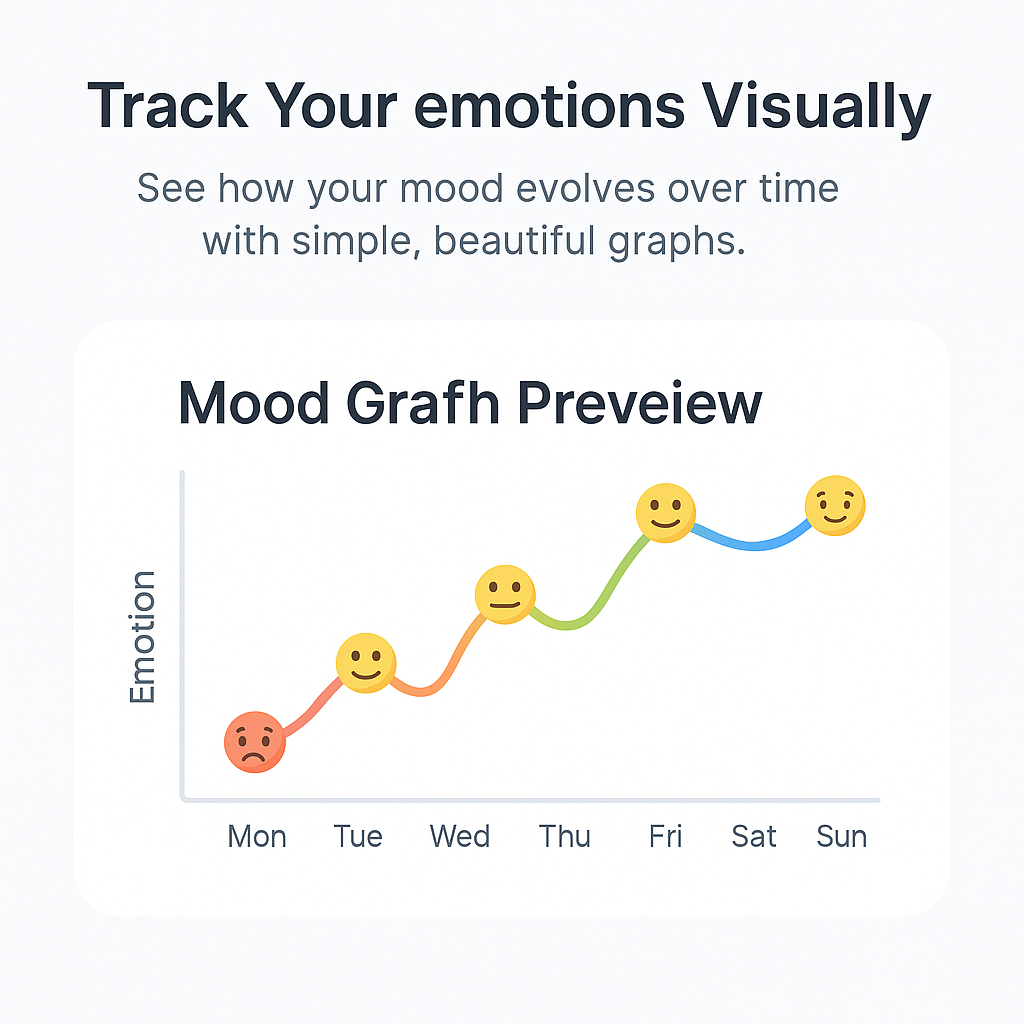 Track Your emotions Visually
See how your mood evolves over time
with simple, beautiful graphs.
Mood Grafh Preveiew
Emotion
Mon Tue Wed Thu Fri Sat Sun